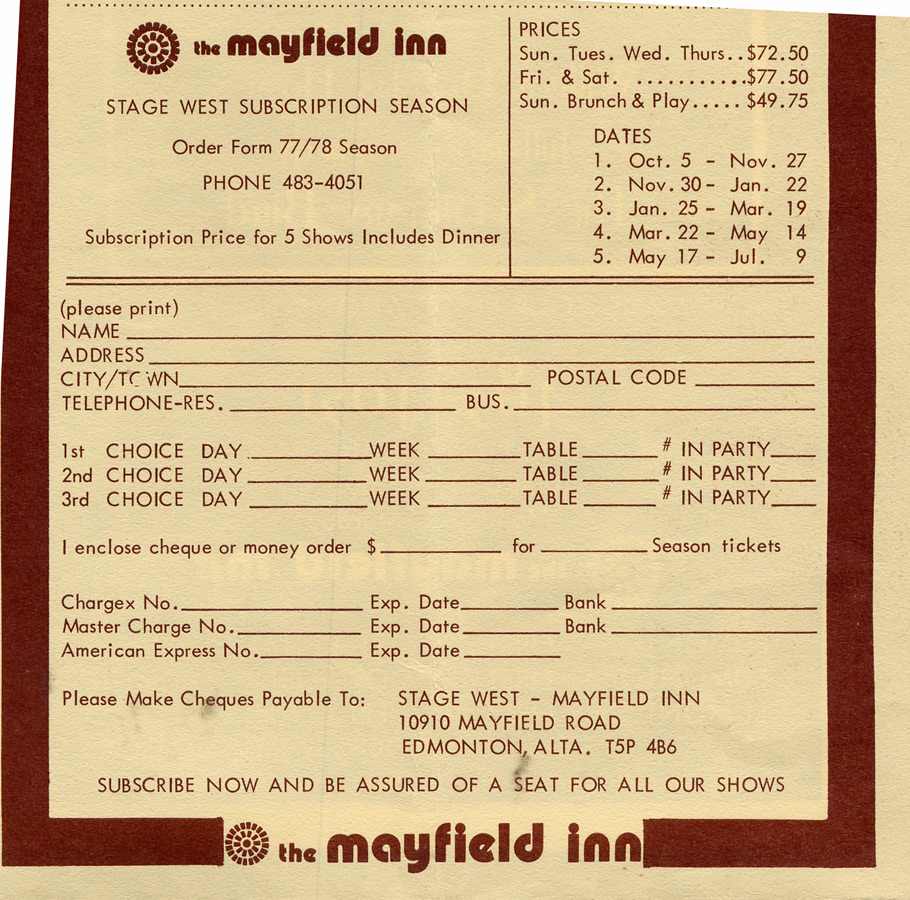 the mayfield inn
STAGE WEST SUBSCRIPTION SEASON
Order Form 77/78 Season
PHONE 483-4051
Subscription Price for 5 Shows Includes Dinner
PRICES
Sun. Tues. Wed. Thurs..$72.50
Fri. & Sat. ...........$77.50
Sun. Brunch & Play..... $49.75
DATES
1. Oct. 5 - Nov. 27
2. Nov. 30 - Jan. 22
3. Jan. 25 - Mar. 19
4. Mar. 22 - May 14
5. May 17 - Jul. 9
(please print)
NAME
ADDRESS
CITY/TOWN POSTAL CODE
TELEPHONE-RES. BUS.
1st CHOICE DAY WEEK TABLE # IN PARTY
2nd CHOICE DAY WEEK TABLE # IN PARTY
3rd CHOICE DAY WEEK TABLE # IN PARTY
I enclose cheque or money order $ for Season tickets
Chargex No. Exp. Date Bank
Master Charge No. Exp. Date Bank
American Express No. Exp. Date
Please Make Cheques Payable To: STAGE WEST - MAYFIELD INN
10910 MAYFIELD ROAD
EDMONTON, ALTA. T5P 4B6
SUBSCRIBE NOW AND BE ASSURED OF A SEAT FOR ALL OUR SHOWS
the mayfield inn